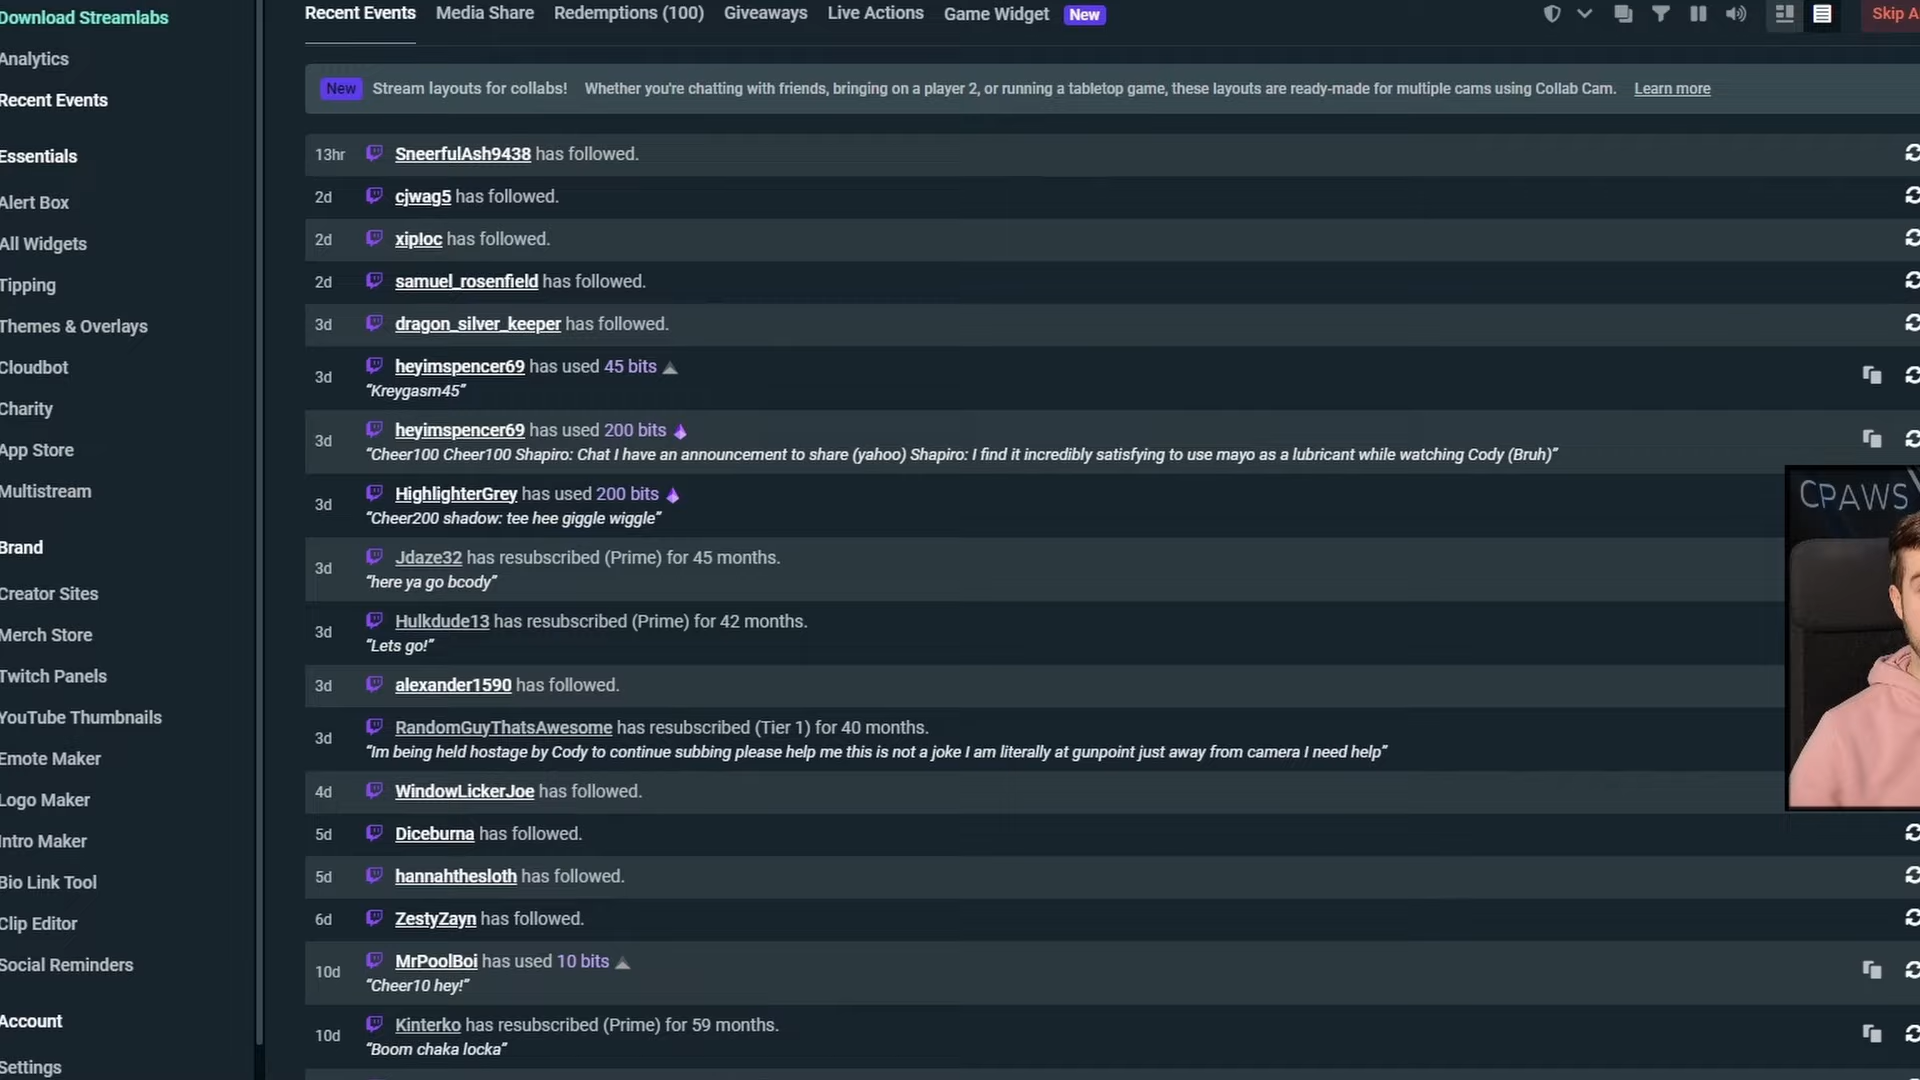 Download Streamlabs
Analytics
Recent Events
Essentials
Alert Box
All Widgets
Tipping
Themes & Overlays
Cloudbot
Charity
App Store
Multistream
Brand
Creator Sites
Merch Store
Twitch Panels
YouTube Thumbnails
Emote Maker
Logo Maker
Intro Maker
Bio Link Tool
Clip Editor
Social Reminders
Account
Settings
Recent Events Media Share Redemptions (100) Giveaways Live Actions Game Widget New
Skip A
New Stream layouts for collabs! Whether you're chatting with friends, bringing on a player 2, or running a tabletop game, these layouts are ready-made for multiple cams using Collab Cam. Learn more
13hr SneerfulAsh9438 has followed.
2d cjwag5 has followed.
2d xiploc has followed.
2d samuel_rosenfield has followed.
3d dragon_silver_keeper has followed.
3d heyimspencer69 has used 45 bits
“Kreygasm45”
3d heyimspencer69 has used 200 bits
“Cheer100 Cheer100 Shapiro: Chat I have an announcement to share (yahoo) Shapiro: I find it incredibly satisfying to use mayo as a lubricant while watching Cody (Bruh)”
3d HighlighterGrey has used 200 bits
“Cheer200 shadow: tee hee giggle wiggle”
3d Jdaze32 has resubscribed (Prime) for 45 months.
“here ya go bcody”
3d Hulkdude13 has resubscribed (Prime) for 42 months.
“Lets go!”
3d alexander1590 has followed.
3d RandomGuyThatsAwesome has resubscribed (Tier 1) for 40 months.
“Im being held hostage by Cody to continue subbing please help me this is not a joke I am literally at gunpoint just away from camera I need help”
4d WindowLickerJoe has followed.
5d Diceburna has followed.
5d hannahthesloth has followed.
6d ZestyZayn has followed.
10d MrPoolBoi has used 10 bits
“Cheer10 hey!”
10d Kinterko has resubscribed (Prime) for 59 months.
“Boom chaka locka”
CPAWS